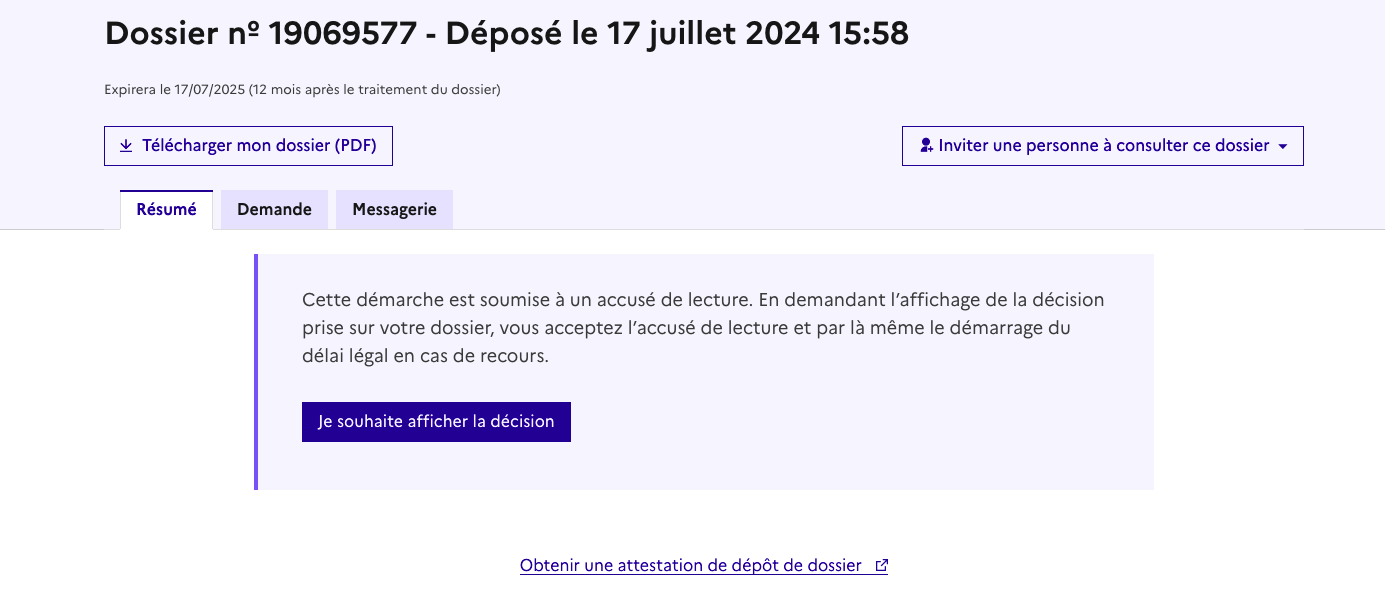 Dossier nº 19069577 - Déposé le 17 juillet 2024 15:58
Expirera le 17/07/2025 (12 mois après le traitement du dossier)
Télécharger mon dossier (PDF)
Inviter une personne à consulter ce dossier
Résumé
Demande
Messagerie
Cette démarche est soumise à un accusé de lecture. En demandant l’affichage de la décision
prise sur votre dossier, vous acceptez l’accusé de lecture et par là même le démarrage du
délai légal en cas de recours.
Je souhaite afficher la décision
Obtenir une attestation de dépôt de dossier